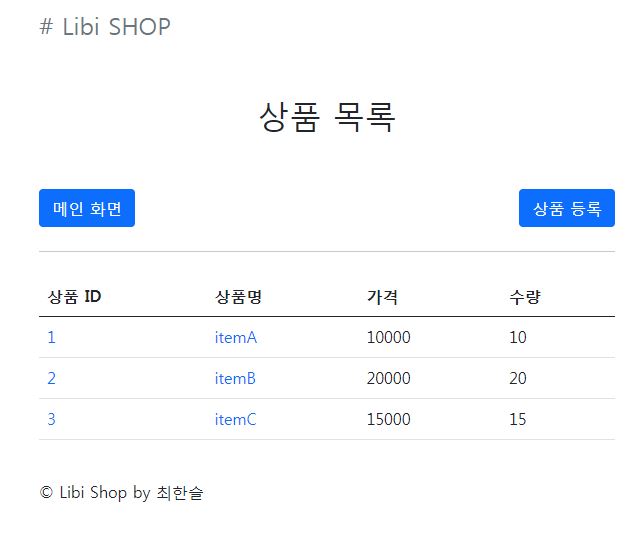 # Libi SHOP
상품 목록
메인 화면 상품 등록
상품 ID 상품명 가격 수량
1 itemA 10000 10
2 itemB 20000 20
3 itemC 15000 15
© Libi Shop by 최한슬